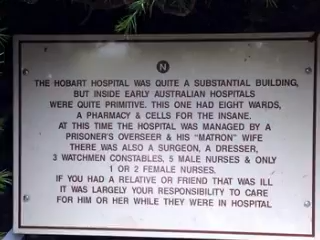 N
THE HOBART HOSPITAL WAS QUITE A SUBSTANTIAL BUILDING,
BUT INSIDE EARLY AUSTRALIAN HOSPITALS
WERE QUITE PRIMITIVE. THIS ONE HAD EIGHT WARDS,
A PHARMACY & CELLS FOR THE INSANE.
AT THIS TIME THE HOSPITAL WAS MANAGED BY A
PRISONER'S OVERSEER & HIS "MATRON" WIFE
THERE WAS ALSO A SURGEON, A DRESSER,
3 WATCHMEN CONSTABLES, 5 MALE NURSES & ONLY
1 OR 2 FEMALE NURSES.
IF YOU HAD A RELATIVE OR FRIEND THAT WAS ILL
IT WAS LARGELY YOUR RESPONSIBILITY TO CARE
FOR HIM OR HER WHILE THEY WERE IN HOSPITAL